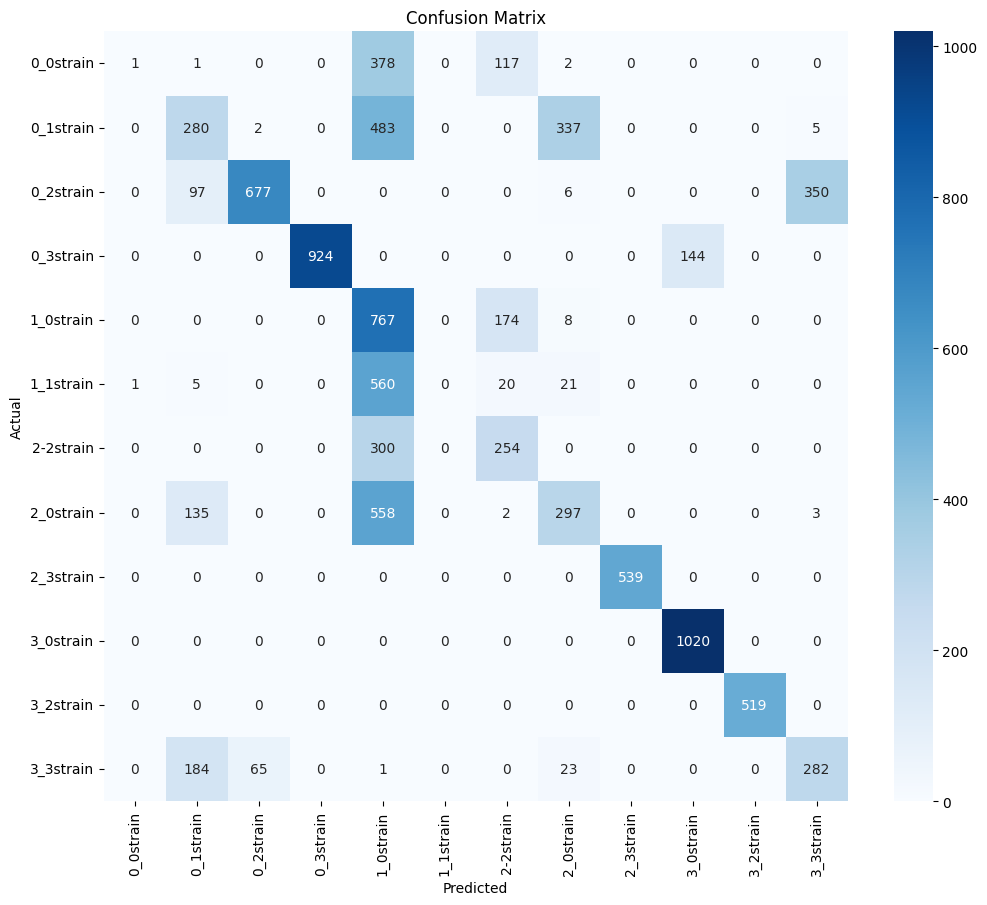 Confusion Matrix
0_0strain 1 1 0 0 378 0 117 2 0 0 0 0
0_1strain 0 280 2 0 483 0 0 337 0 0 0 5
0_2strain 0 97 677 0 0 0 0 6 0 0 0 350
0_3strain 0 0 0 924 0 0 0 0 0 144 0 0
1_0strain 0 0 0 0 767 0 174 8 0 0 0 0
1_1strain 1 5 0 0 560 0 20 21 0 0 0 0
2-2strain 0 0 0 0 300 0 254 0 0 0 0 0
2_0strain 0 135 0 0 558 0 2 297 0 0 0 3
2_3strain 0 0 0 0 0 0 0 0 539 0 0 0
3_0strain 0 0 0 0 0 0 0 0 0 1020 0 0
3_2strain 0 0 0 0 0 0 0 0 0 0 519 0
3_3strain 0 184 65 0 1 0 0 23 0 0 0 282
Actual
0_0strain 0_1strain 0_2strain 0_3strain 1_0strain 1_1strain 2-2strain 2_0strain 2_3strain 3_0strain 3_2strain 3_3strain
Predicted
1000
800
600
400
200
0